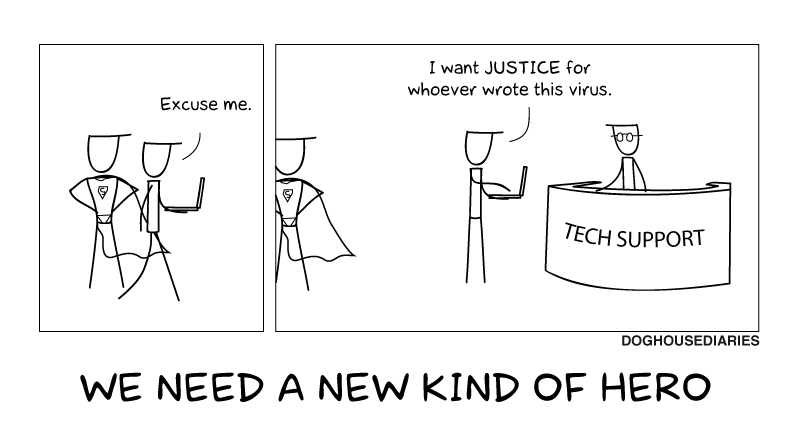 Excuse me.
I want JUSTICE for
whoever wrote this virus.
S
TECH SUPPORT
DOGHOUSEDIARIES
WE NEED A NEW KIND OF HERO